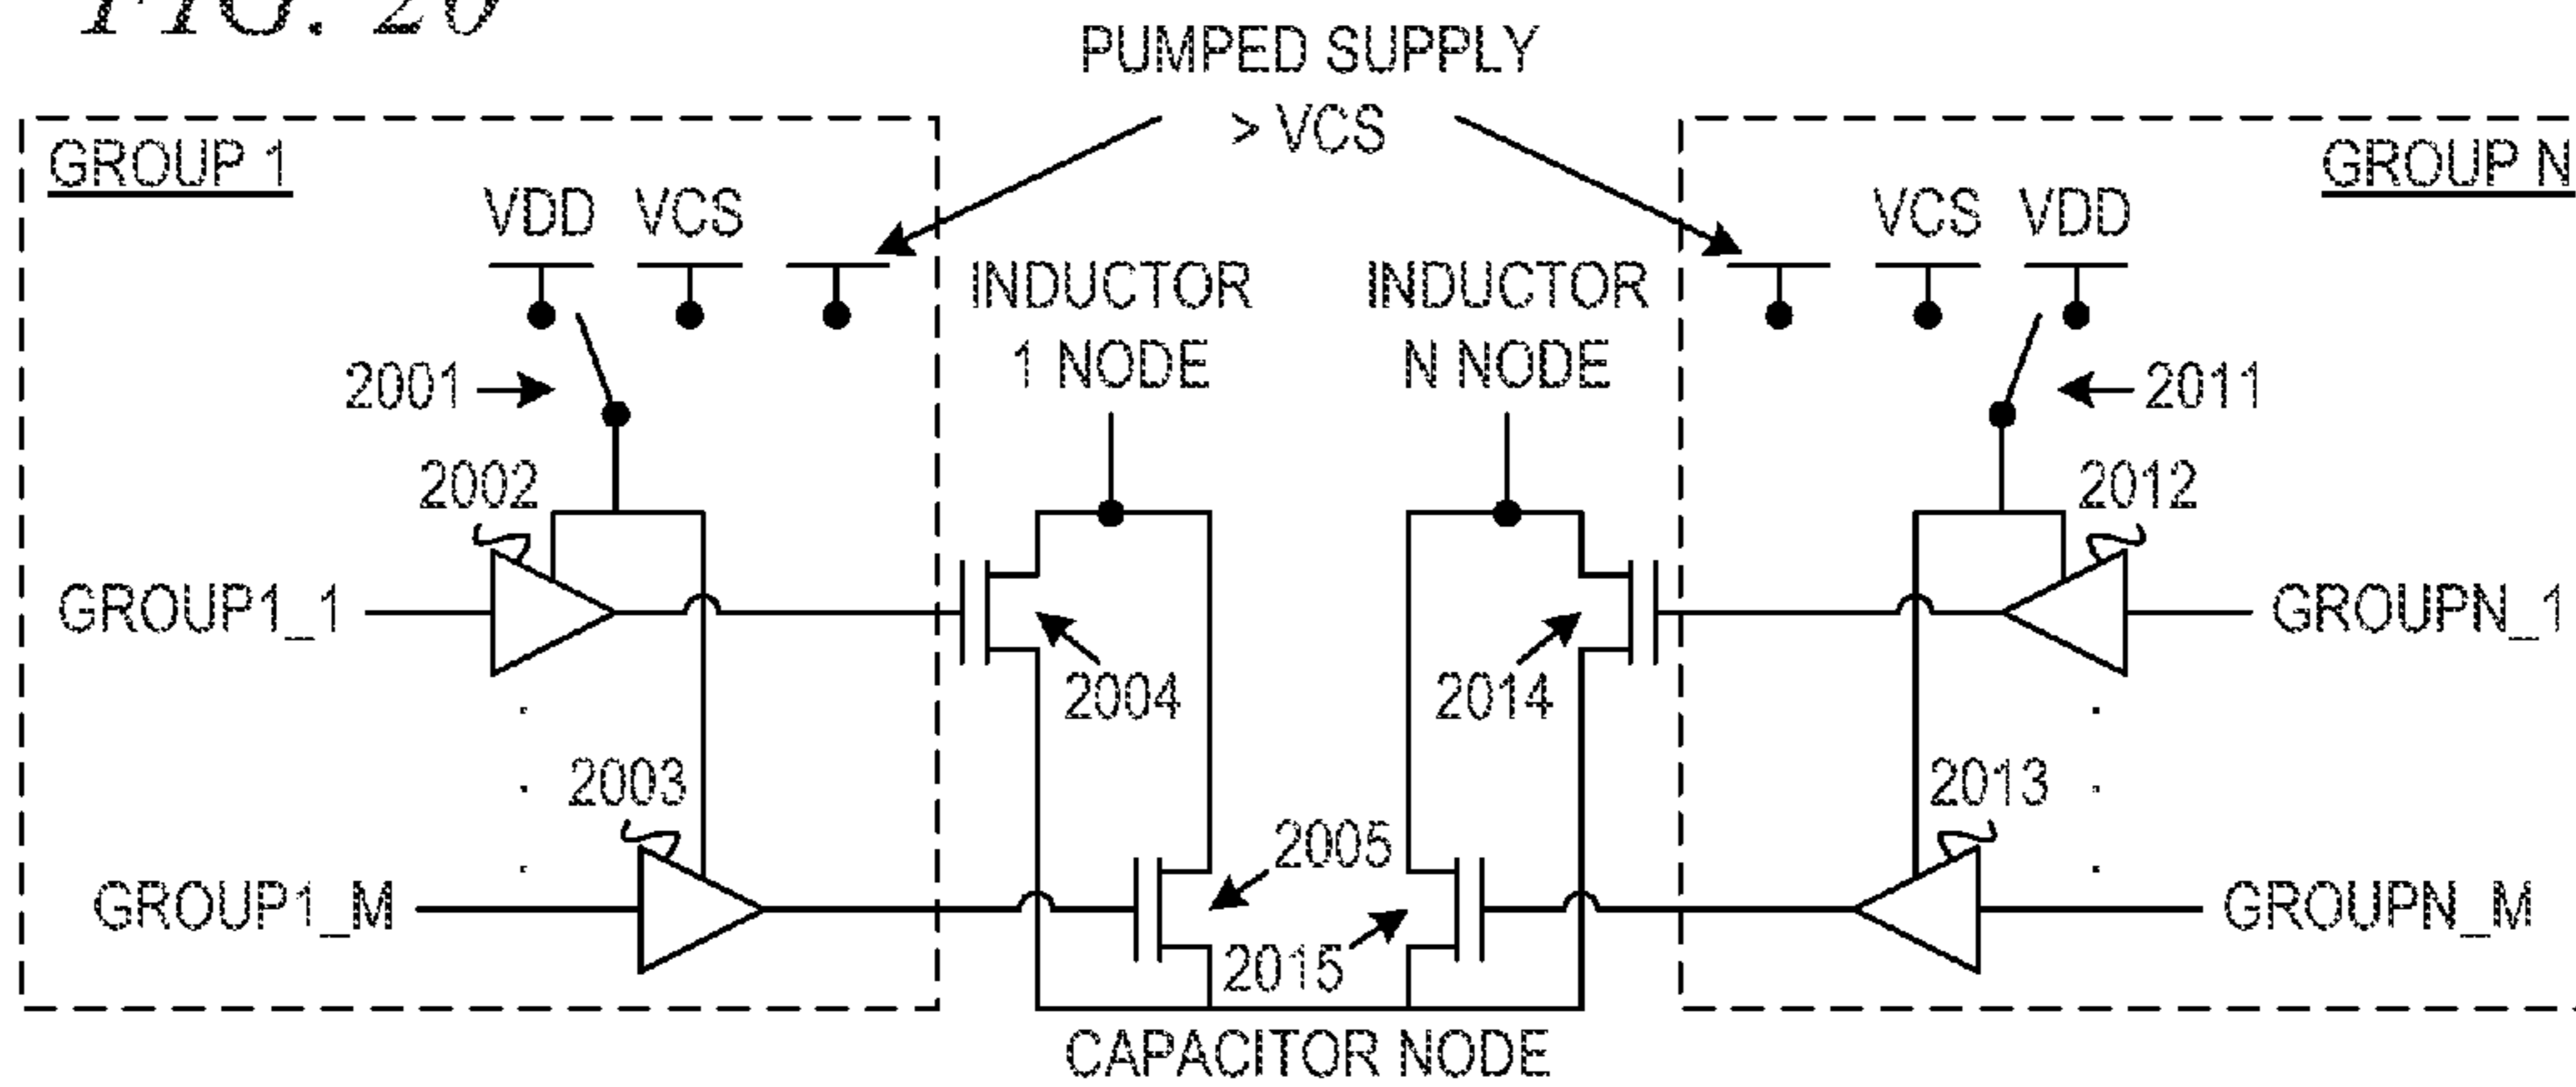 FIG. 20
PUMPED SUPPLY
> VCS
GROUP 1
GROUP N
VDD VCS
VCS VDD
INDUCTOR
1 NODE
INDUCTOR
N NODE
2001
2011
2002
2012
GROUP1_1
GROUPN_1
2004
2014
2003
2013
2005
GROUP1_M
GROUPN_M
2015
CAPACITOR NODE